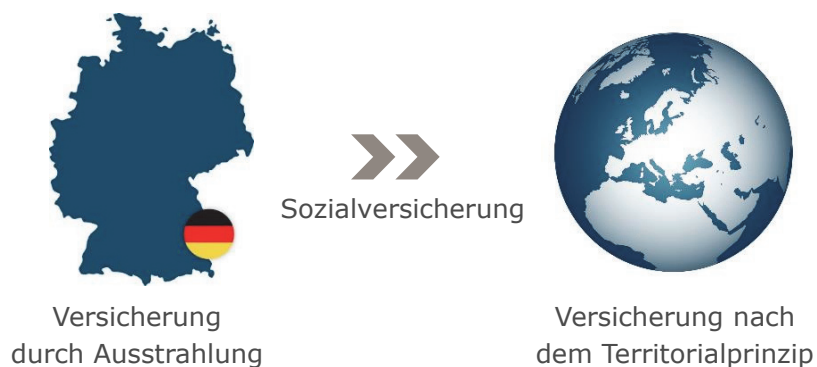 Sozialversicherung
Versicherung
durch Ausstrahlung
Versicherung nach
dem Territorialprinzip